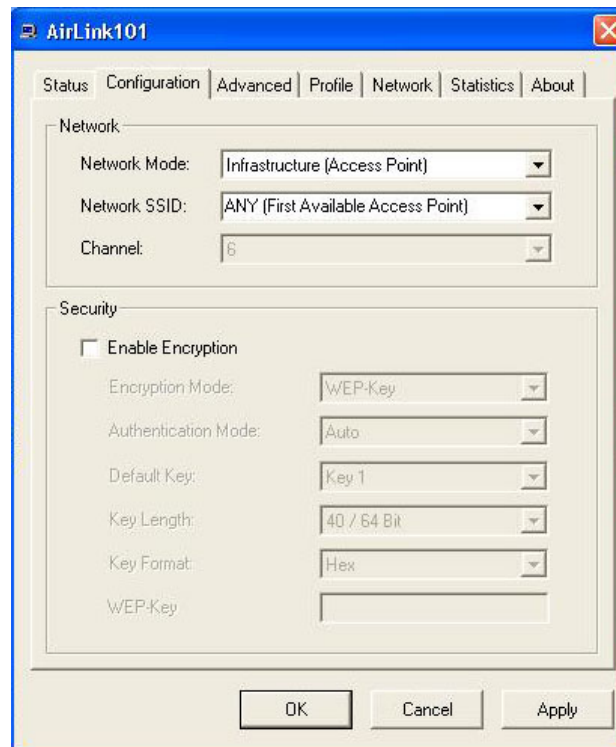 AirLink101
Status Configuration Advanced Profile Network Statistics About
Network
Network Mode: Infrastructure (Access Point)
Network SSID: ANY (First Available Access Point)
Channel: 6
Security
Enable Encryption
Encryption Mode: WEP-Key
Authentication Mode: Auto
Default Key: Key 1
Key Length: 40 / 64 Bit
Key Format: Hex
WEP-Key
OK Cancel Apply